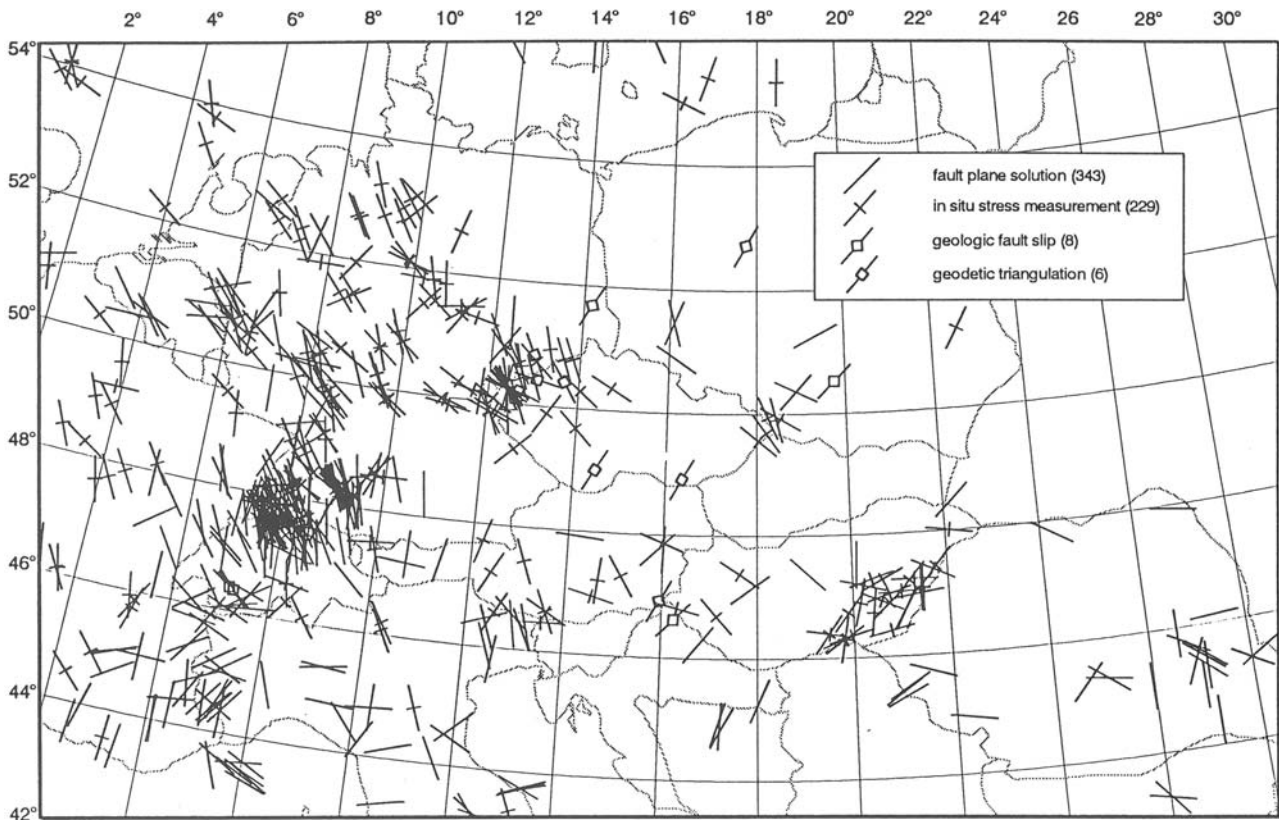 2° 4° 6° 8° 10° 12° 14° 16° 18° 20° 22° 24° 26° 28° 30°
54°
52°
50°
48°
46°
44°
42°
fault plane solution (343)
in situ stress measurement (229)
geologic fault slip (8)
geodetic triangulation (6)